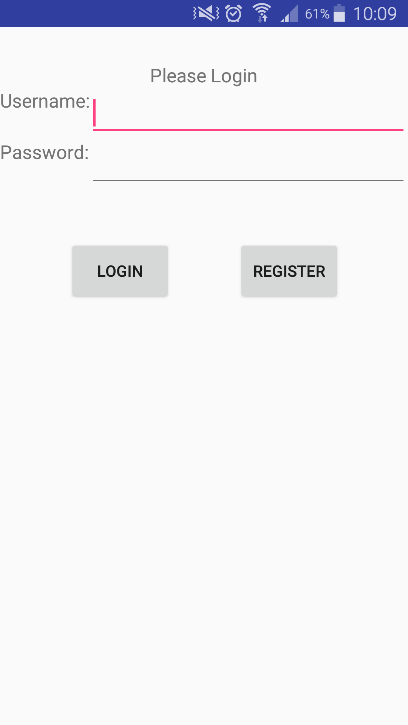 61% 10:09
Please Login
Username:
Password:
LOGIN REGISTER